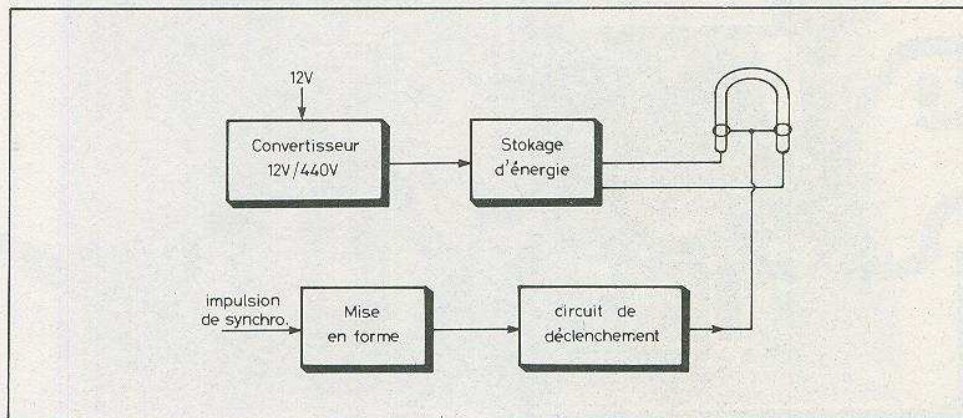 12V
Convertisseur
12V/440V
Stokage
d'énergie
impulsion
de synchro.
Mise
en forme
circuit de
déclenchement